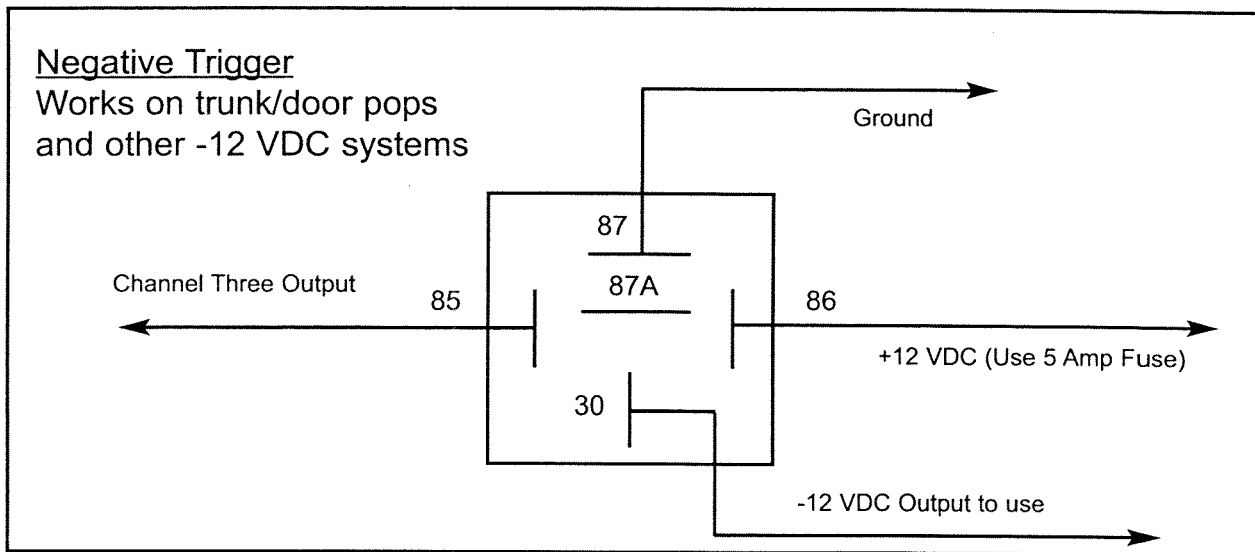 Negative Trigger
Works on trunk/door pops
and other -12 VDC systems
Ground
87
87A
Channel Three Output
85
86
+12 VDC (Use 5 Amp Fuse)
30
-12 VDC Output to use